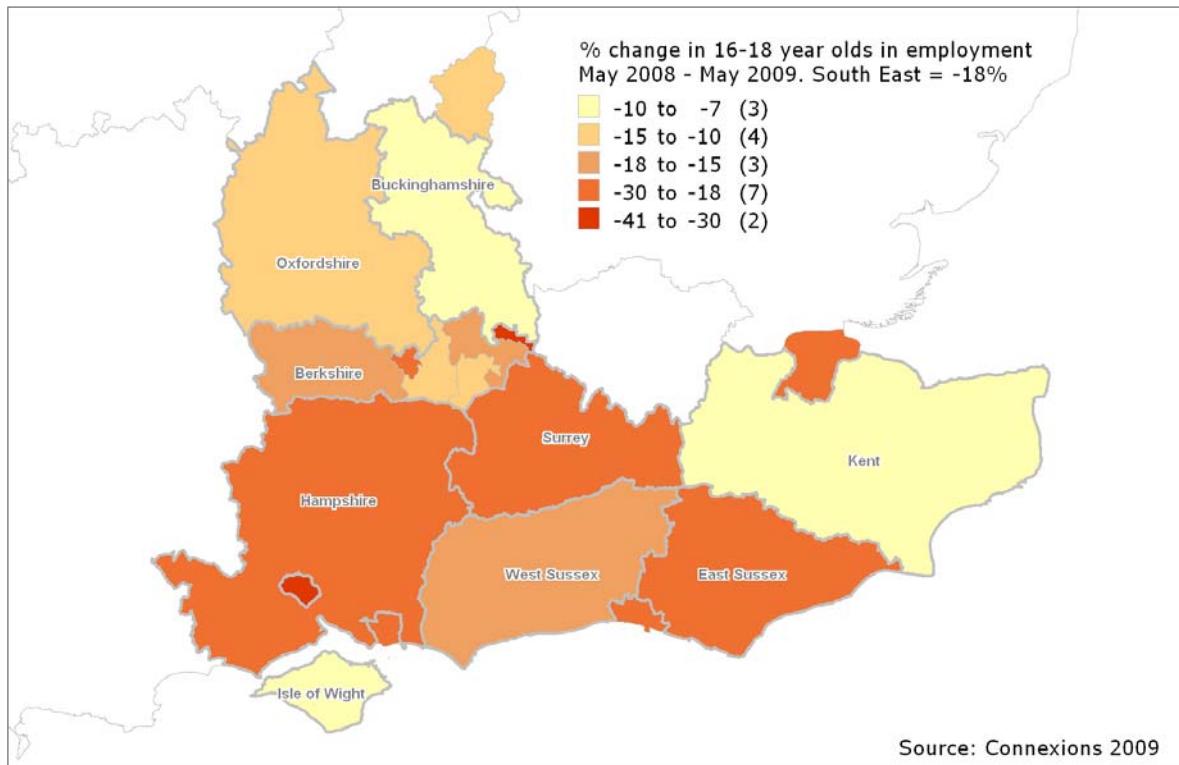 % change in 16-18 year olds in employment
May 2008 - May 2009. South East = -18%
-10 to -7 (3)
-15 to -10 (4)
-18 to -15 (3)
-30 to -18 (7)
-41 to -30 (2)
Buckinghamshire
Oxfordshire
Berkshire
Surrey
Kent
Hampshire
West Sussex
East Sussex
Isle of Wight
Source: Connexions 2009